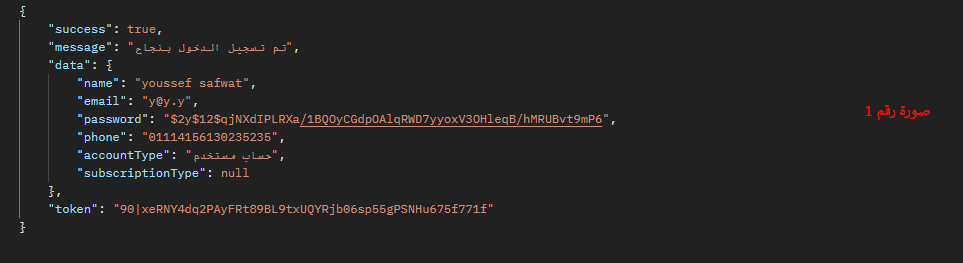 {
"success": true,
"message": "تم تسجيل الدخول بنجاح",
"data": {
"name": "youssef safwat",
"email": "y@y.y",
"password": "$2y$12$qjNXdIPLRXa/1BQOyCGdpOAlqRWD7yyoxV3OHleqB/hMRUBvt9mP6",
"phone": "01114156130235235",
"accountType": "حساب مستخدم",
"subscriptionType": null
},
"token": "90|xeRNY4dq2PAyFRt89BL9txUQYRjb06sp55gPSNHu675f771f"
}
صورة رقم 1